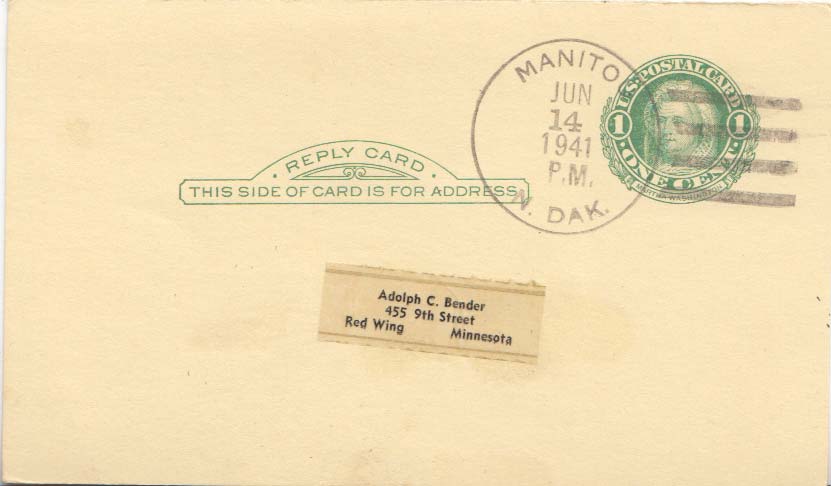 MANITO
JUN
14
1941
P.M.
N. DAK.
U·S·POSTAL CARD
1 1
·ONE CENT·
MARTHA WASHINGTON
· REPLY CARD ·
THIS SIDE OF CARD IS FOR ADDRESS
Adolph C. Bender
455 9th Street
Red Wing Minnesota